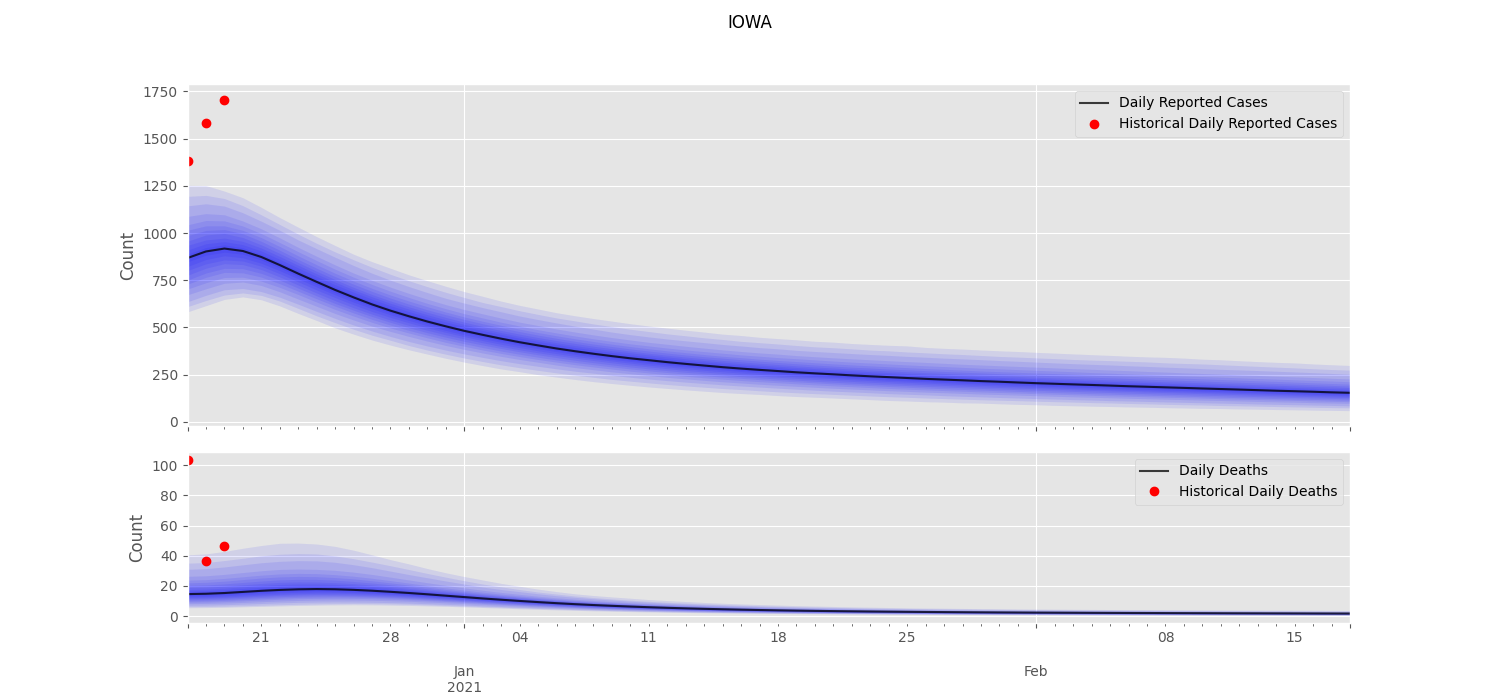 IOWA
1750
1500
1250
1000
750
500
250
0
Count
Daily Reported Cases
Historical Daily Reported Cases
100
80
60
40
20
0
Count
Daily Deaths
Historical Daily Deaths
21 28 04 11 18 25 08 15
Jan Feb
2021